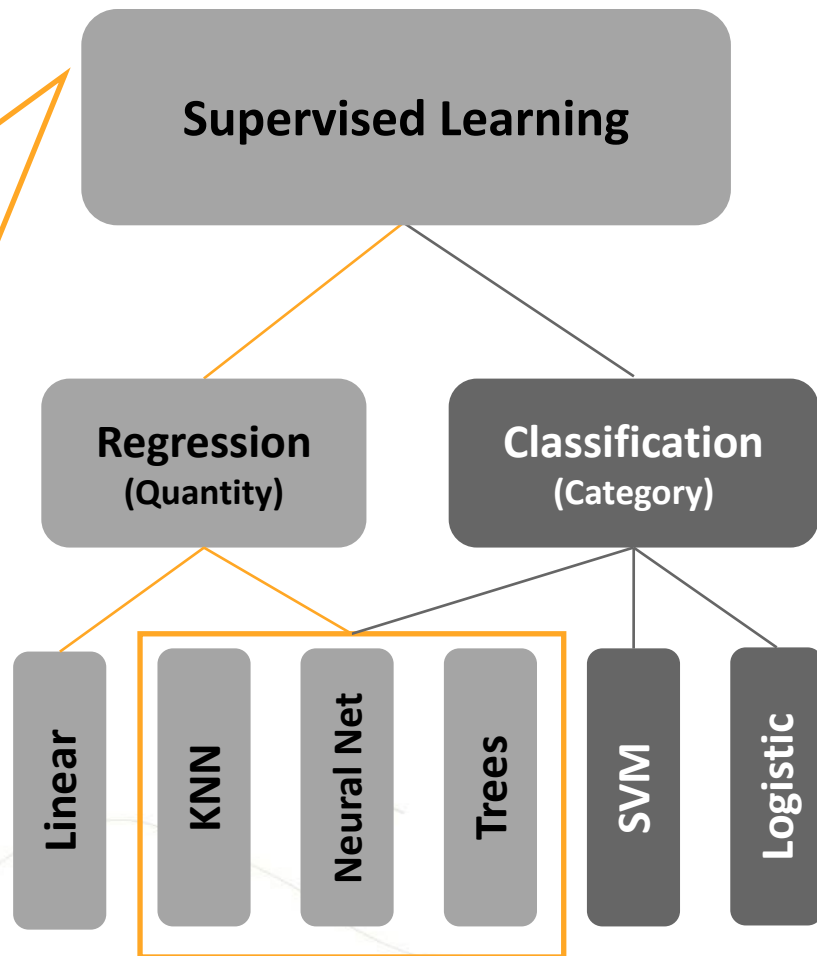 Supervised Learning
Regression
(Quantity)
Classification
(Category)
Linear
KNN
Neural Net
Trees
SVM
Logistic